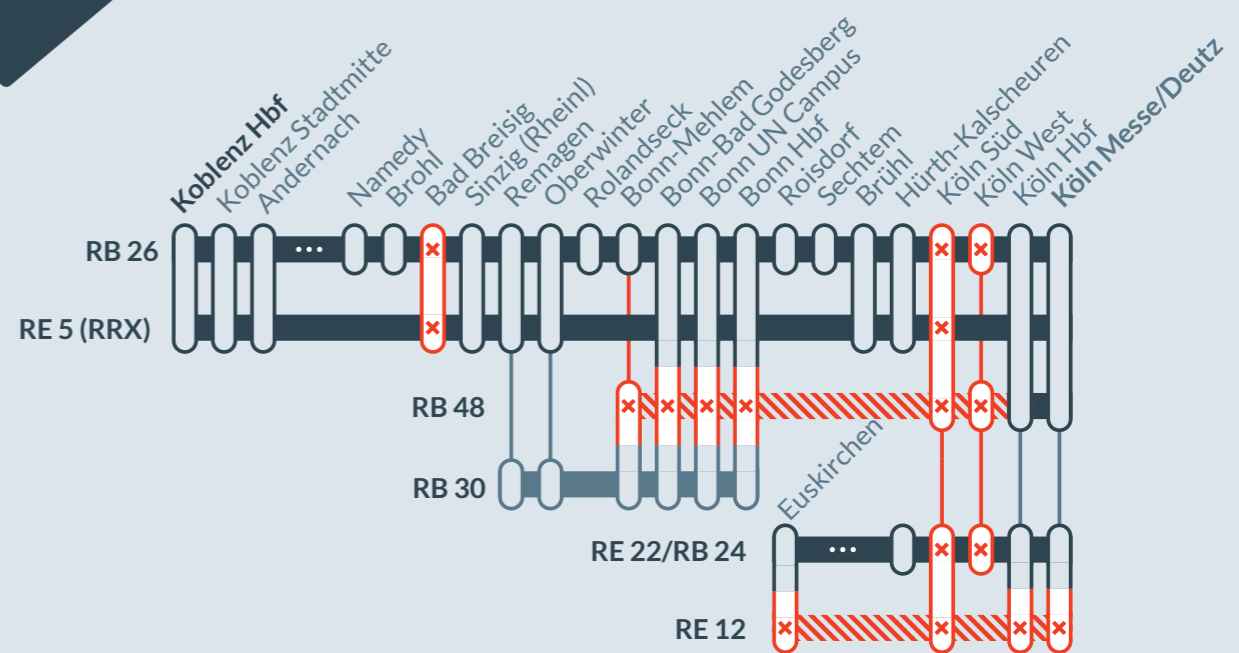 Koblenz Hbf
Koblenz Stadtmitte
Andernach
Namedy
Brohl
Bad Breisig
Sinzig (Rheinl)
Remagen
Oberwinter
Rolandseck
Bonn-Mehlem
Bonn-Bad Godesberg
Bonn UN Campus
Bonn Hbf
Roisdorf
Sechtem
Brühl
Hürth-Kalscheuren
Köln Süd
Köln West
Köln Hbf
Köln Messe/Deutz
RB 26
...
RE 5 (RRX)
RB 48
RB 30
Euskirchen
RE 22/RB 24
...
RE 12